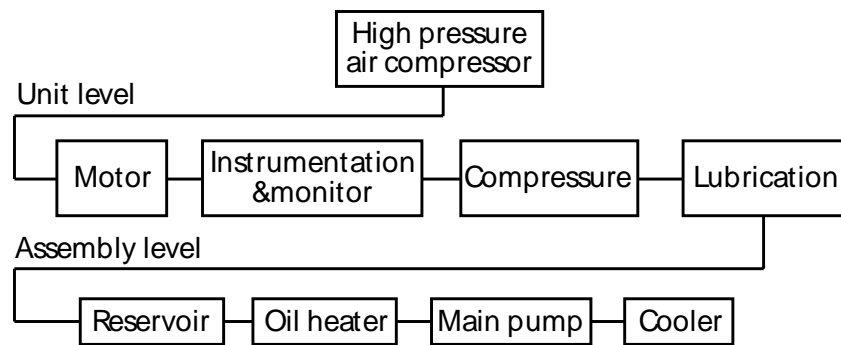 High pressure
air compressor
Unit level
Motor
Instrumentation
&monitor
Compressure
Lubrication
Assembly level
Reservoir
Oil heater
Main pump
Cooler